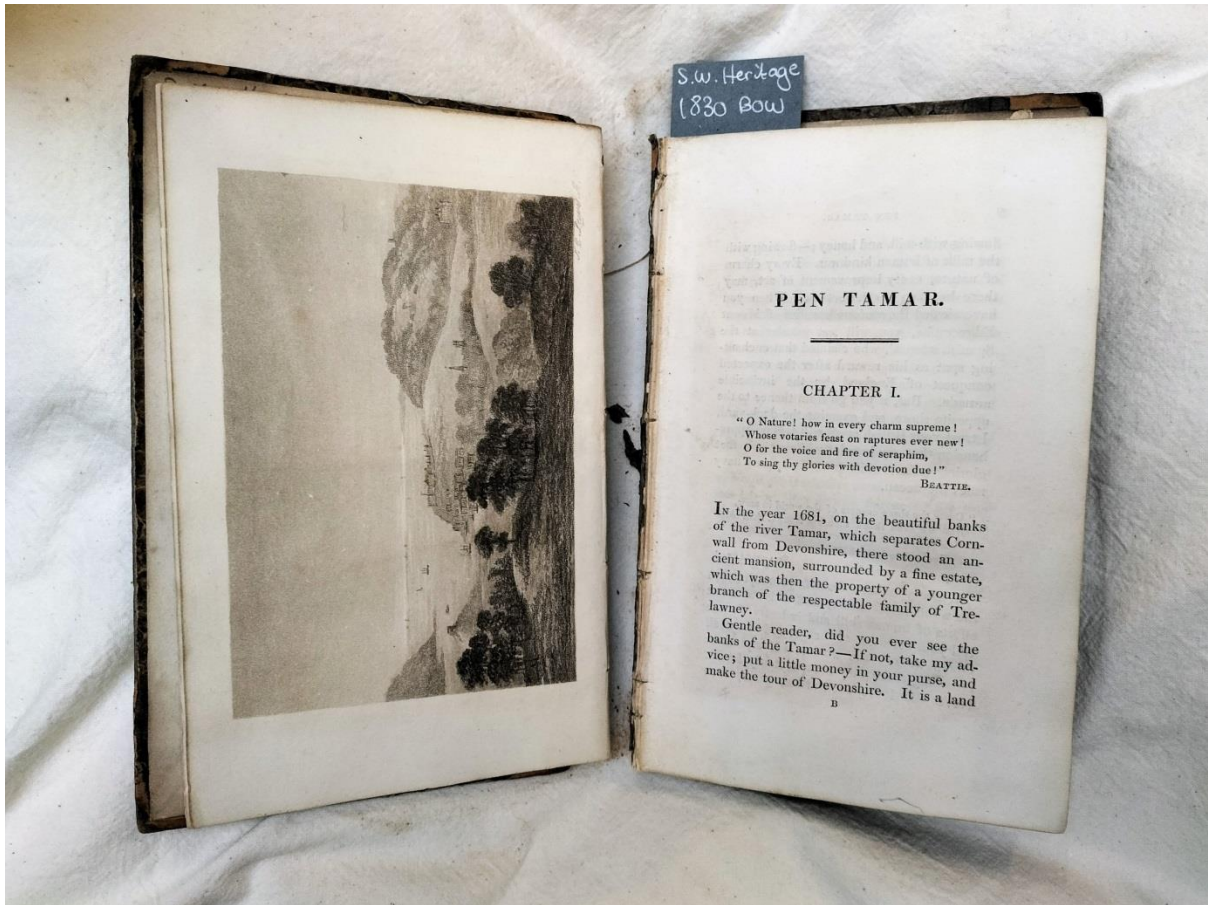 S.W. Heritage
1830 BOW
PEN TAMAR.
CHAPTER I.
“ O Nature! how in every charm supreme !
Whose votaries feast on raptures ever new !
O for the voice and fire of seraphim,
To sing thy glories with devotion due ! ”
BEATTIE.
IN the year 1681, on the beautiful banks
of the river Tamar, which separates Corn-
wall from Devonshire, there stood an an-
cient mansion, surrounded by a fine estate,
which was then the property of a younger
branch of the respectable family of Tre-
lawney.
Gentle reader, did you ever see the
banks of the Tamar ?—If not, take my ad-
vice ; put a little money in your purse, and
make the tour of Devonshire. It is a land
B